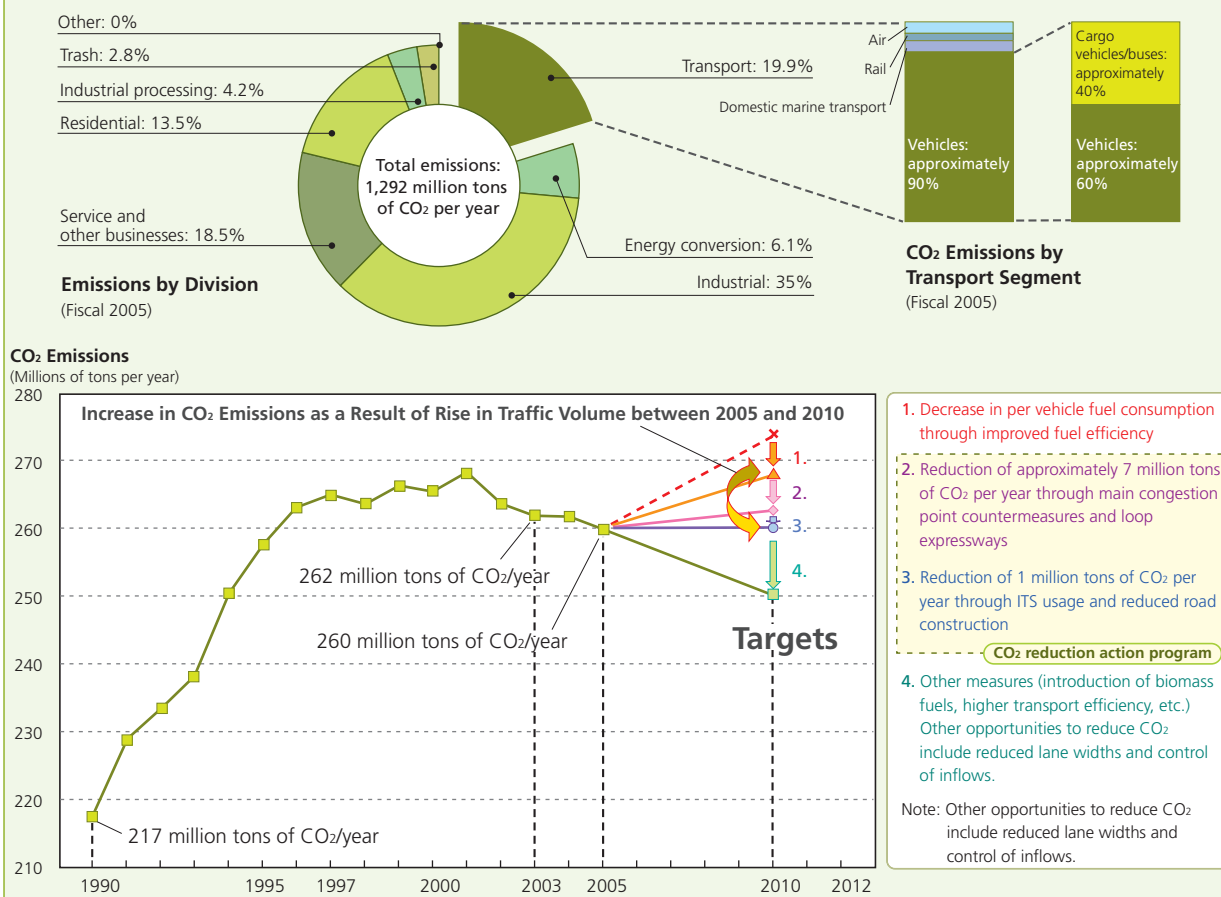 Other: 0%
Trash: 2.8%
Industrial processing: 4.2%
Residential: 13.5%
Service and
other businesses: 18.5%
Emissions by Division
(Fiscal 2005)
Total emissions:
1,292 million tons
of CO₂ per year
Transport: 19.9%
Energy conversion: 6.1%
Industrial: 35%
Air
Rail
Domestic marine transport
Vehicles:
approximately
90%
Cargo
vehicles/buses:
approximately
40%
Vehicles:
approximately
60%
CO₂ Emissions by
Transport Segment
(Fiscal 2005)
CO₂ Emissions
(Millions of tons per year)
280
270
260
250
240
230
220
210
Increase in CO₂ Emissions as a Result of Rise in Traffic Volume between 2005 and 2010
1.
2.
3.
4.
262 million tons of CO₂/year
260 million tons of CO₂/year
217 million tons of CO₂/year
Targets
1990
1995
1997
2000
2003
2005
2010
2012
1. Decrease in per vehicle fuel consumption
through improved fuel efficiency
2. Reduction of approximately 7 million tons
of CO₂ per year through main congestion
point countermeasures and loop
expressways
3. Reduction of 1 million tons of CO₂ per
year through ITS usage and reduced road
construction
CO₂ reduction action program
4. Other measures (introduction of biomass
fuels, higher transport efficiency, etc.)
Other opportunities to reduce CO₂
include reduced lane widths and control
of inflows.
Note: Other opportunities to reduce CO₂
include reduced lane widths and
control of inflows.